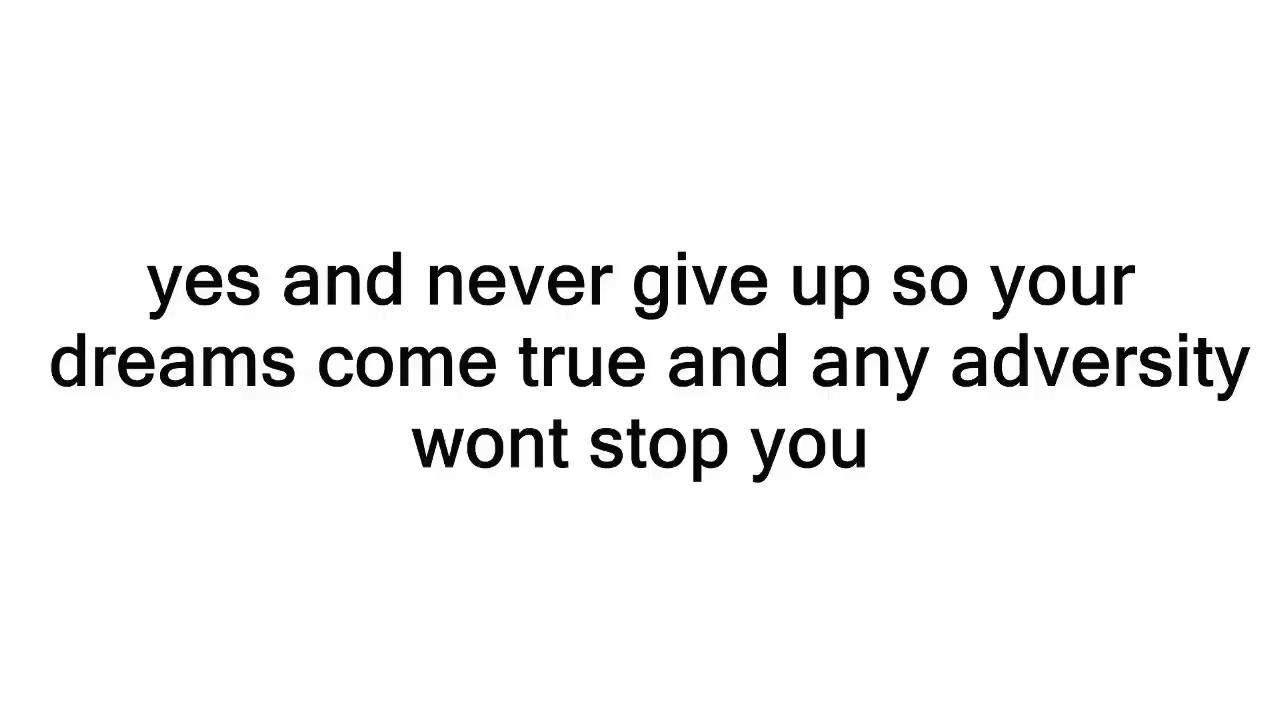 yes and never give up so your
dreams come true and any adversity
wont stop you